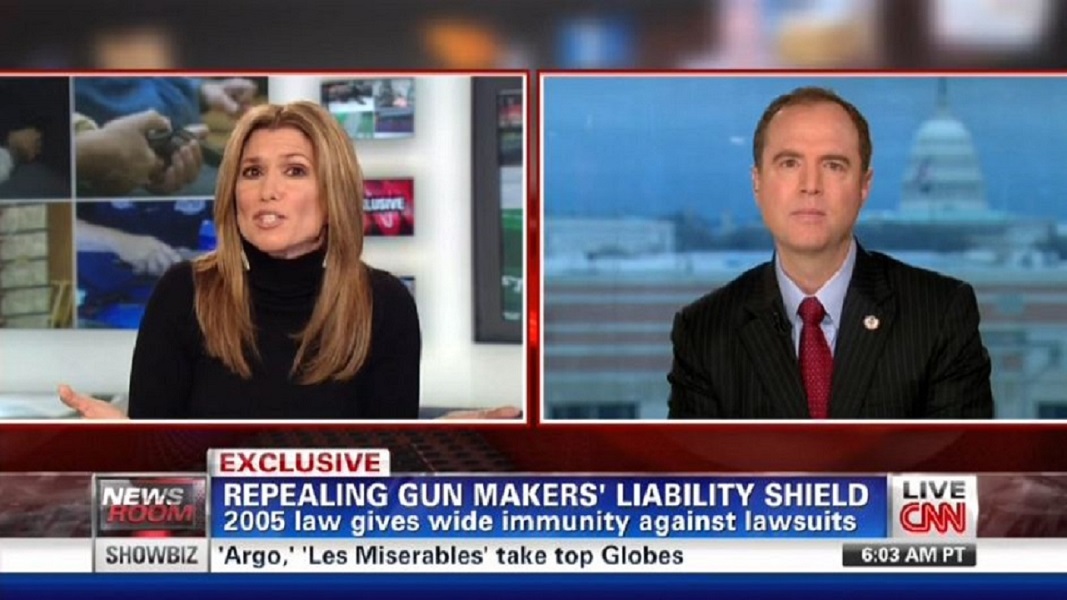 LUSIVE
EXCLUSIVE
NEWS
ROOM
REPEALING GUN MAKERS' LIABILITY SHIELD
2005 law gives wide immunity against lawsuits
LIVE
CNN
SHOWBIZ
'Argo,' 'Les Miserables' take top Globes
6:03 AM PT